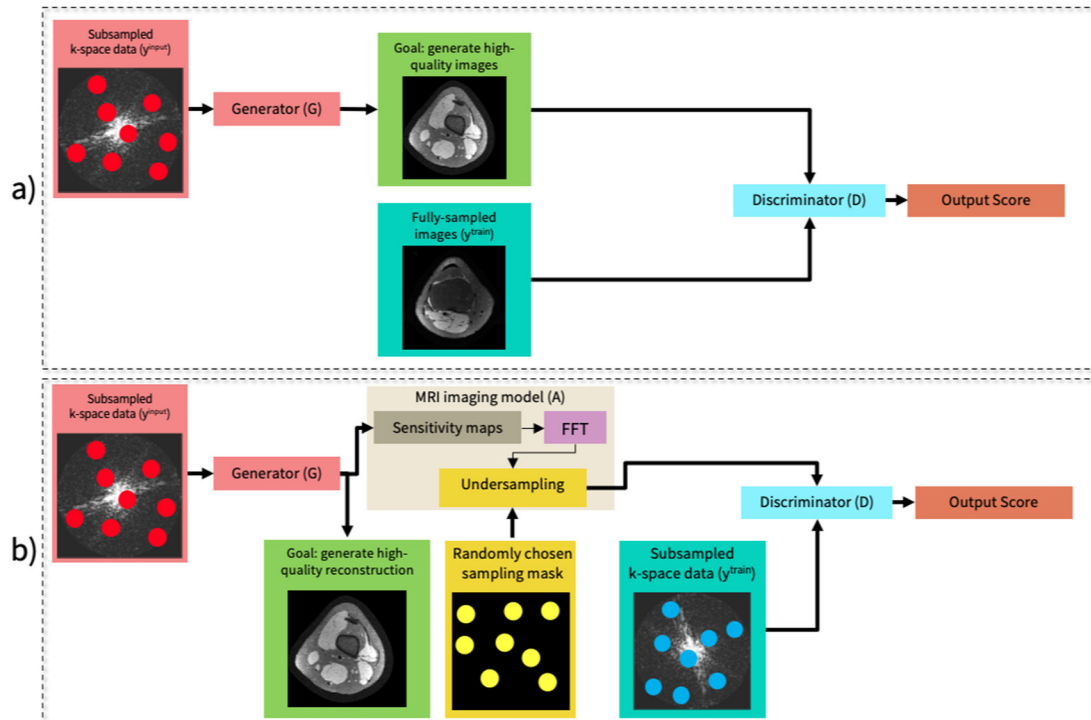 a)
Subsampled
k-space data (y^input)
Generator (G)
Goal: generate high-
quality images
Fully-sampled
images (y^train)
Discriminator (D)
Output Score
b)
Subsampled
k-space data (y^input)
Generator (G)
MRI imaging model (A)
Sensitivity maps
FFT
Undersampling
Goal: generate high-
quality reconstruction
Randomly chosen
sampling mask
Subsampled
k-space data (y^train)
Discriminator (D)
Output Score